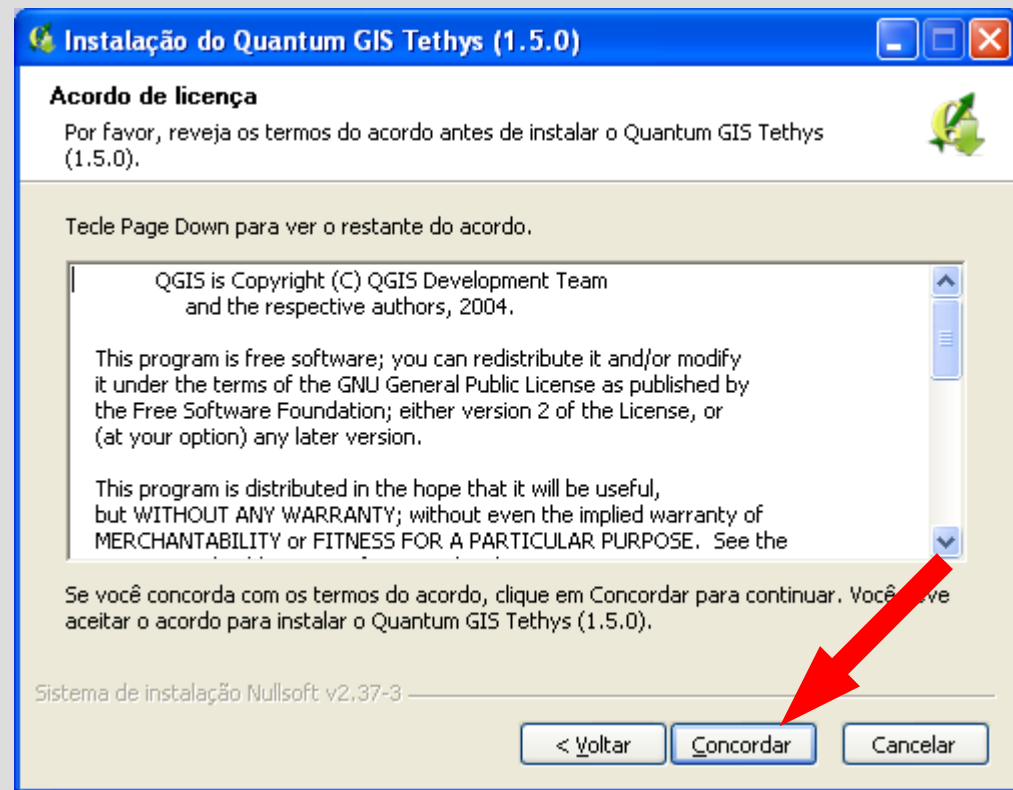 Instalação do Quantum GIS Tethys (1.5.0)
Acordo de licença
Por favor, reveja os termos do acordo antes de instalar o Quantum GIS Tethys
(1.5.0).
Tecle Page Down para ver o restante do acordo.
QGIS is Copyright (C) QGIS Development Team
and the respective authors, 2004.
This program is free software; you can redistribute it and/or modify
it under the terms of the GNU General Public License as published by
the Free Software Foundation; either version 2 of the License, or
(at your option) any later version.
This program is distributed in the hope that it will be useful,
but WITHOUT ANY WARRANTY; without even the implied warranty of
MERCHANTABILITY or FITNESS FOR A PARTICULAR PURPOSE. See the
Se você concorda com os termos do acordo, clique em Concordar para continuar. Você
aceitar o acordo para instalar o Quantum GIS Tethys (1.5.0).
Sistema de instalação Nullsoft v2.37-3
< Voltar
Concordar
Cancelar